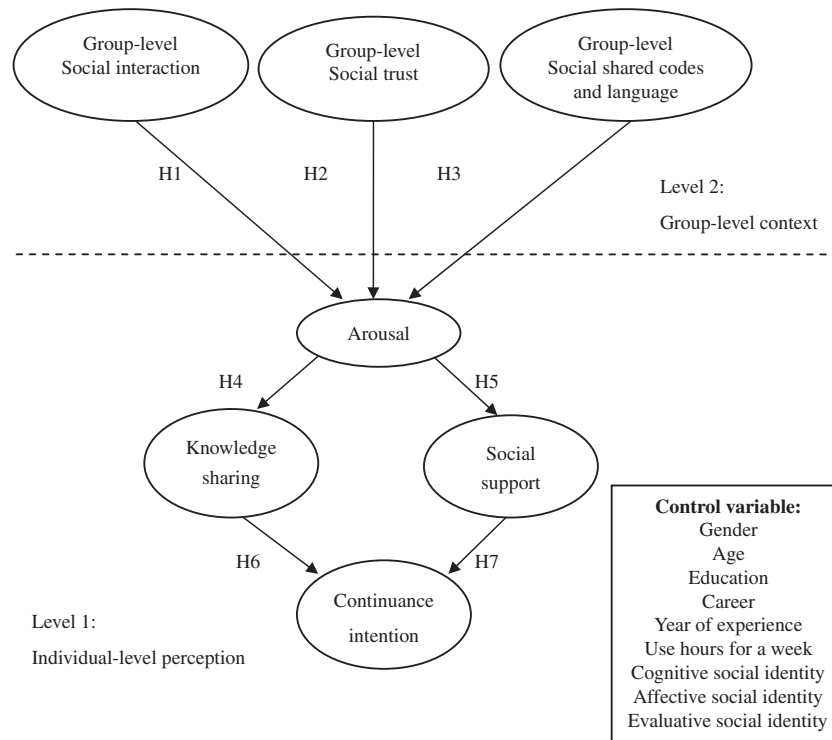 Group-level
Social interaction
Group-level
Social trust
Group-level
Social shared codes
and language
H1
H2
H3
Level 2:
Group-level context
Arousal
H4
H5
Knowledge
sharing
Social
support
H6
H7
Continuance
intention
Level 1:
Individual-level perception
Control variable:
Gender
Age
Education
Career
Year of experience
Use hours for a week
Cognitive social identity
Affective social identity
Evaluative social identity